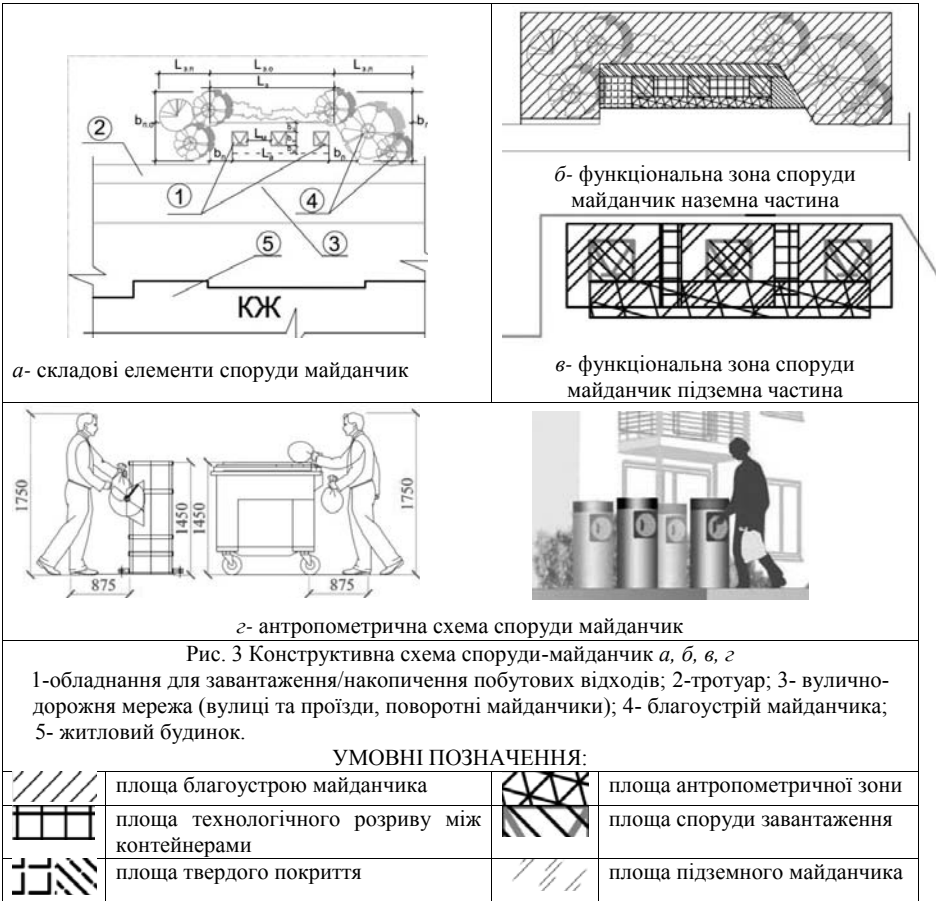 Lз.п
Lз.о
Lз.п
Lз
bп.о
Lц
bп
bп
Lд
②
①
④
⑤
③
КЖ
а- складові елементи споруди майданчик
б- функціональна зона споруди
майданчик наземна частина
в- функціональна зона споруди
майданчик підземна частина
1750
1450
875
1450
1750
875
г- антропометрична схема споруди майданчик
Рис. 3 Конструктивна схема споруди-майданчик а, б, в, г
1-обладнання для завантаження/накопичення побутових відходів; 2-тротуар; 3- вулично-
дорожня мережа (вулиці та проїзди, поворотні майданчики); 4- благоустрій майданчика;
5- житловий будинок.
УМОВНІ ПОЗНАЧЕННЯ:
площа благоустрою майданчика
площа антропометричної зони
площа технологічного розриву між
контейнерами
площа споруди завантаження
площа твердого покриття
площа підземного майданчика